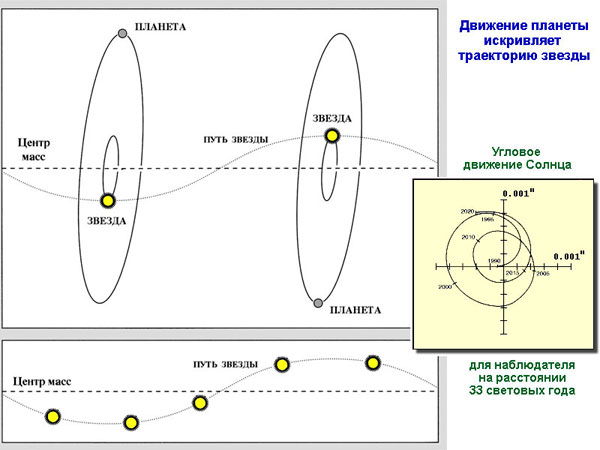 ПЛАНЕТА
Движение планеты
искривляет
траекторию звезды
ЗВЕЗДА
Центр
масс
ПУТЬ ЗВЕЗДЫ
ЗВЕЗДА
ПЛАНЕТА
Угловое
движение Солнца
0.001"
2020
1995
2010
0.001"
1990
2015
2005
2000
ПУТЬ ЗВЕЗДЫ
Центр масс
для наблюдателя
на расстоянии
33 световых года